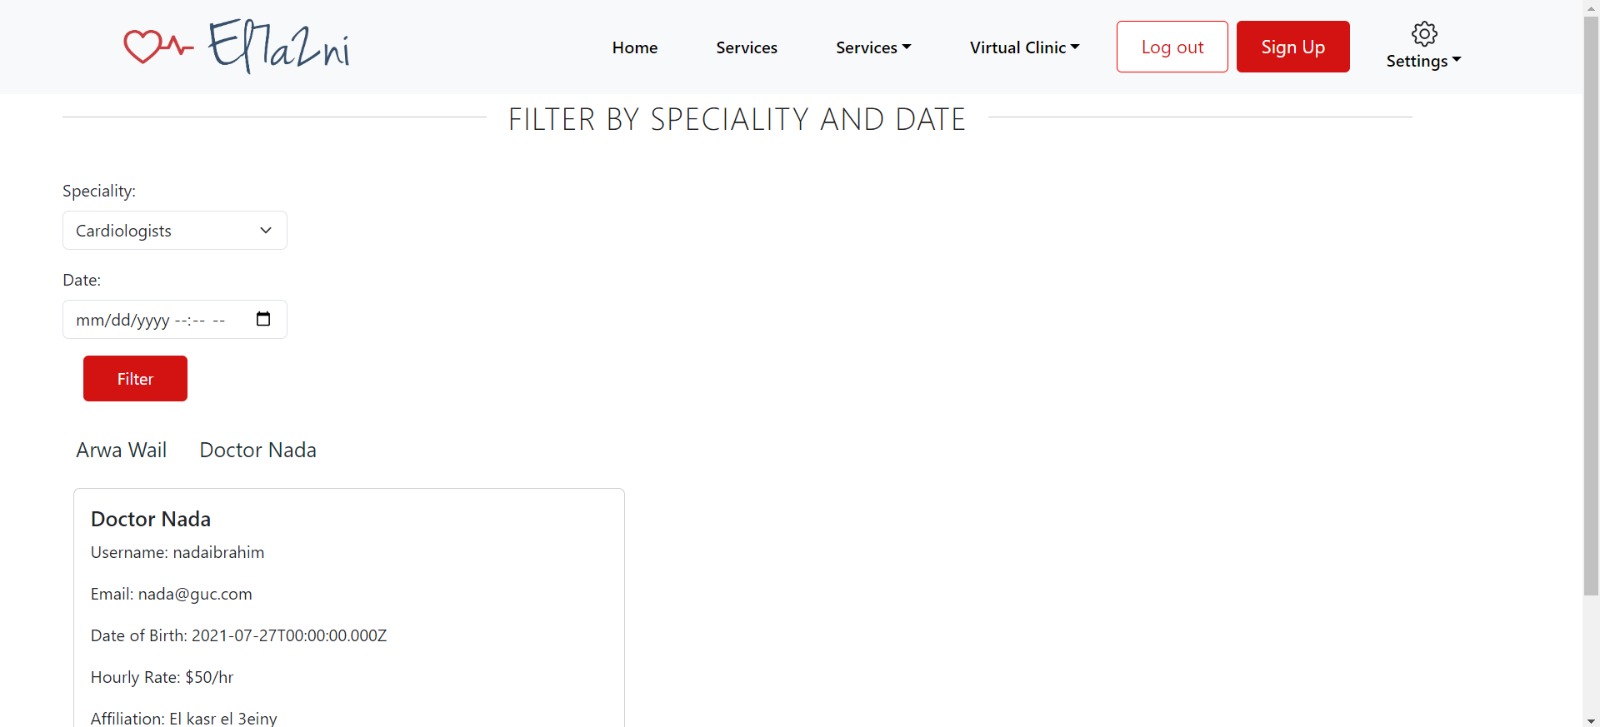 El7a2ni
Home Services Services Virtual Clinic Log out Sign Up Settings
FILTER BY SPECIALITY AND DATE
Speciality:
Cardiologists
Date:
mm/dd/yyyy --:-- --
Filter
Arwa Wail Doctor Nada
Doctor Nada
Username: nadaibrahim
Email: nada@guc.com
Date of Birth: 2021-07-27T00:00:00.000Z
Hourly Rate: $50/hr
Affiliation: El kasr el 3einy